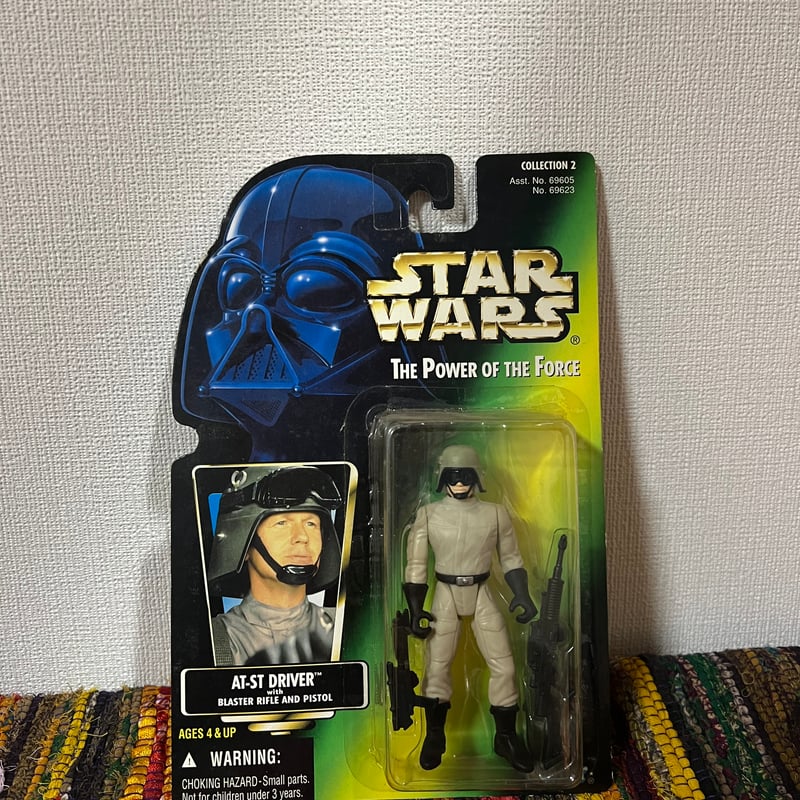 COLLECTION 2
Asst. No. 69605
No. 69623
STAR
WARS®
THE POWER OF THE FORCE
AT-ST DRIVER™
with
BLASTER RIFLE AND PISTOL
AGES 4 & UP
WARNING:
CHOKING HAZARD-Small parts.
Not for children under 3 years.